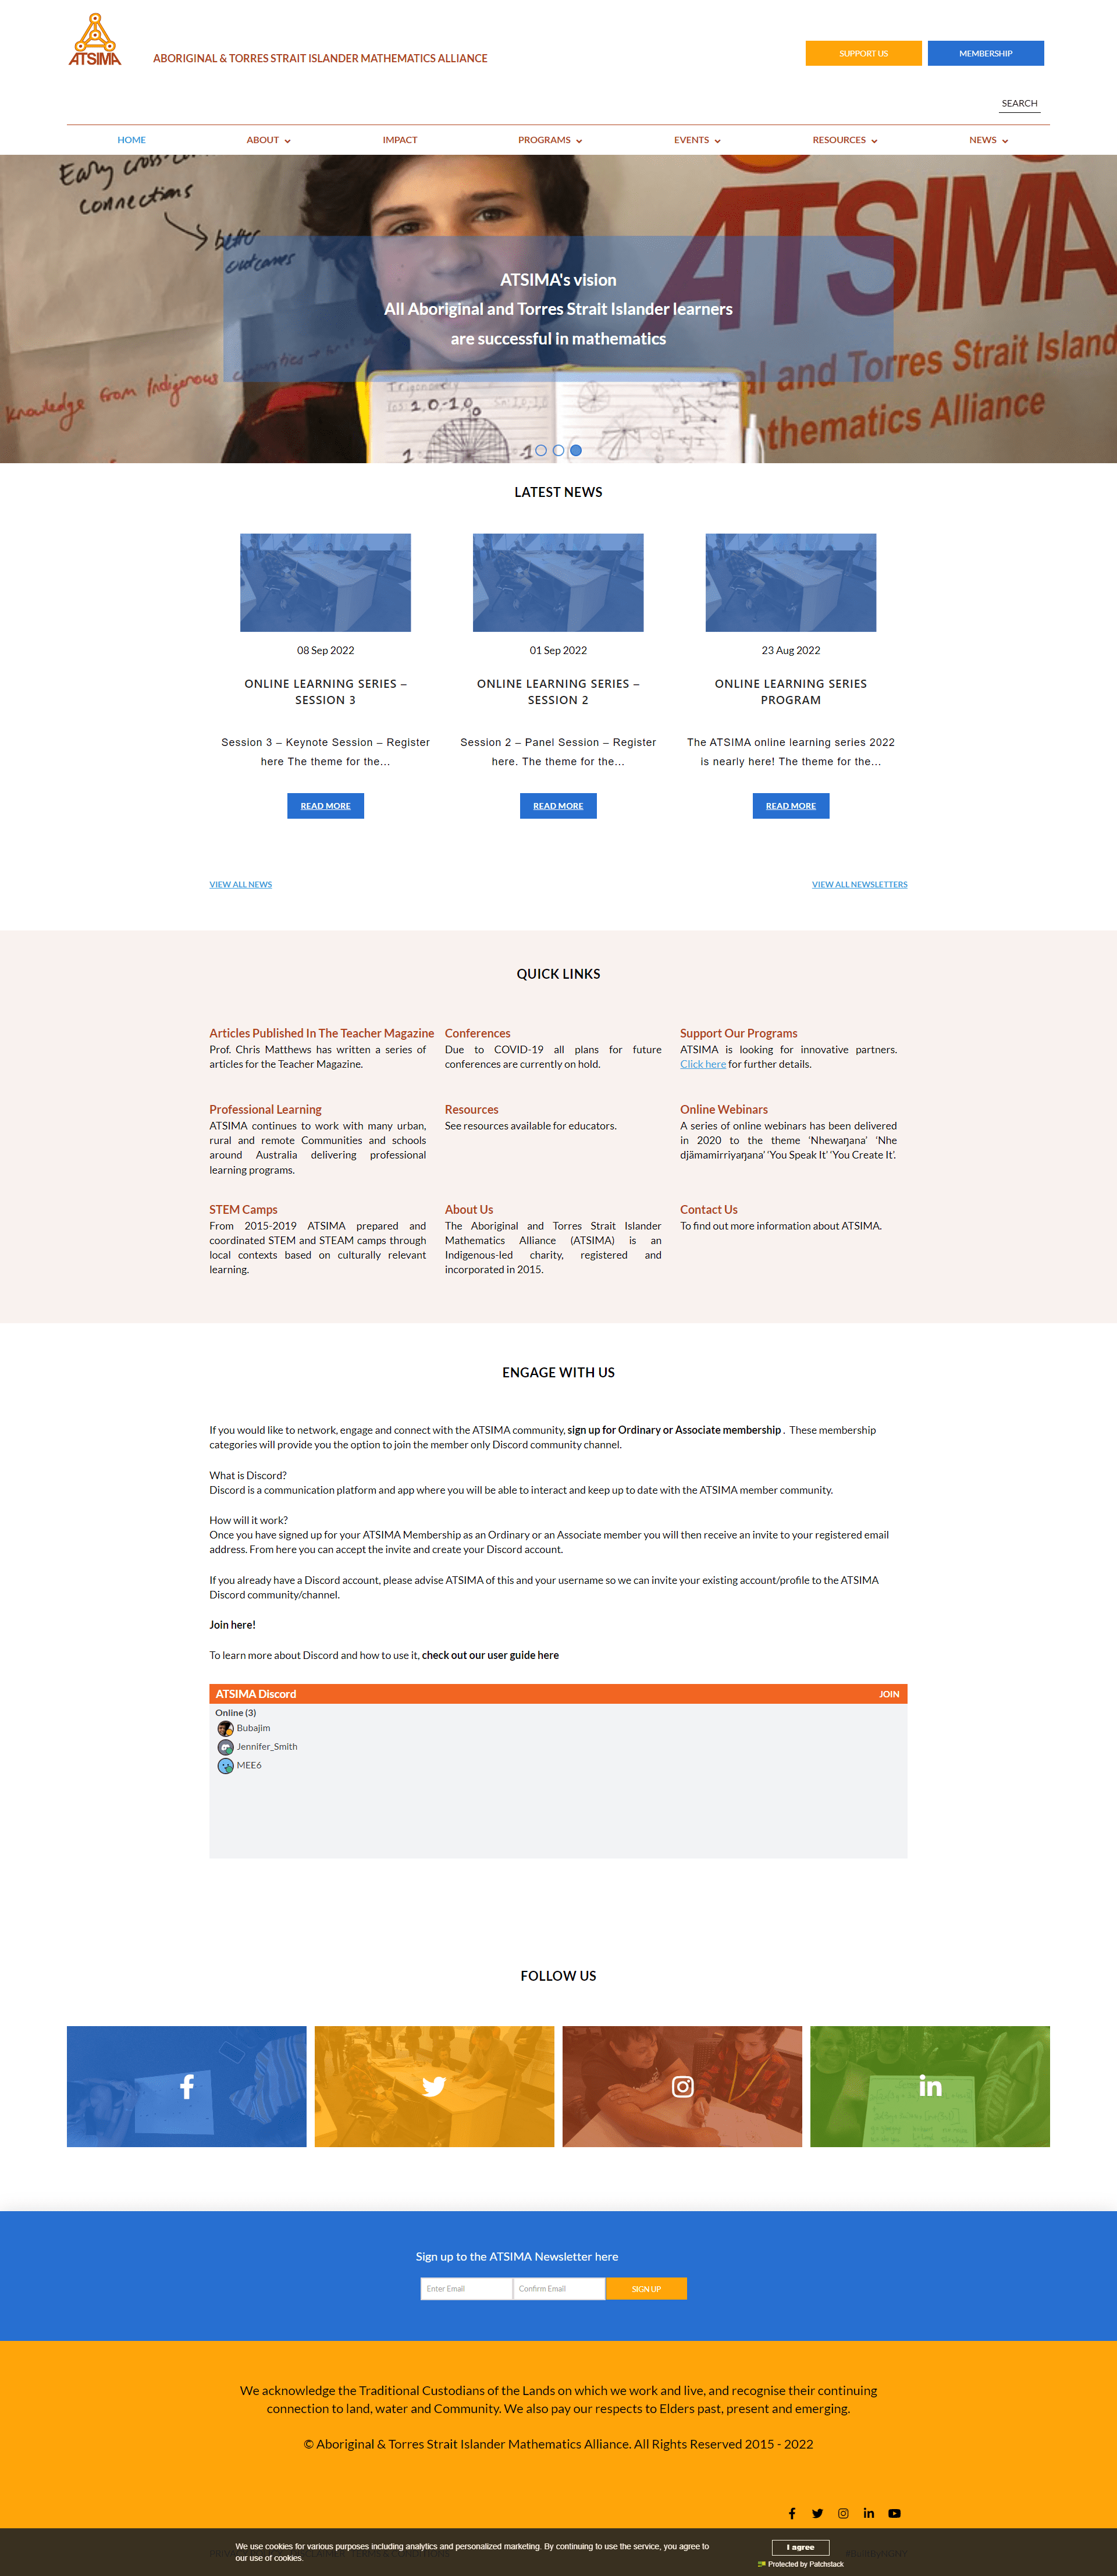 ATSIMA
ABORIGINAL & TORRES STRAIT ISLANDER MATHEMATICS ALLIANCE
SUPPORT US
MEMBERSHIP
SEARCH
HOME
ABOUT
IMPACT
PROGRAMS
EVENTS
RESOURCES
NEWS
Early cross-
connections
better
outcomes
knowledge from Indigenous
ATSIMA
al and Torres Strait Island
thematics Alliance
Trigonometry
ATSIMA's vision
All Aboriginal and Torres Strait Islander learners
are successful in mathematics
LATEST NEWS
08 Sep 2022
ONLINE LEARNING SERIES –
SESSION 3
Session 3 – Keynote Session – Register
here The theme for the...
READ MORE
01 Sep 2022
ONLINE LEARNING SERIES –
SESSION 2
Session 2 – Panel Session – Register
here. The theme for the...
READ MORE
23 Aug 2022
ONLINE LEARNING SERIES
PROGRAM
The ATSIMA online learning series 2022
is nearly here! The theme for the...
READ MORE
VIEW ALL NEWS
VIEW ALL NEWSLETTERS
QUICK LINKS
Articles Published In The Teacher Magazine
Prof. Chris Matthews has written a series of
articles for the Teacher Magazine.
Conferences
Due to COVID-19 all plans for future
conferences are currently on hold.
Support Our Programs
ATSIMA is looking for innovative partners.
Click here for further details.
Professional Learning
ATSIMA continues to work with many urban,
rural and remote Communities and schools
around Australia delivering professional
learning programs.
Resources
See resources available for educators.
Online Webinars
A series of online webinars has been delivered
in 2020 to the theme ‘Nhewaŋana’ ‘Nhe
djämamirriyaŋana’ ‘You Speak It’ ‘You Create It’.
STEM Camps
From 2015-2019 ATSIMA prepared and
coordinated STEM and STEAM camps through
local contexts based on culturally relevant
learning.
About Us
The Aboriginal and Torres Strait Islander
Mathematics Alliance (ATSIMA) is an
Indigenous-led charity, registered and
incorporated in 2015.
Contact Us
To find out more information about ATSIMA.
ENGAGE WITH US
If you would like to network, engage and connect with the ATSIMA community, sign up for Ordinary or Associate membership . These membership
categories will provide you the option to join the member only Discord community channel.
What is Discord?
Discord is a communication platform and app where you will be able to interact and keep up to date with the ATSIMA member community.
How will it work?
Once you have signed up for your ATSIMA Membership as an Ordinary or an Associate member you will then receive an invite to your registered email
address. From here you can accept the invite and create your Discord account.
If you already have a Discord account, please advise ATSIMA of this and your username so we can invite your existing account/profile to the ATSIMA
Discord community/channel.
Join here!
To learn more about Discord and how to use it, check out our user guide here
ATSIMA Discord
JOIN
Online (3)
Bubajim
Jennifer_Smith
MEE6
FOLLOW US
Sign up to the ATSIMA Newsletter here
Enter Email
Confirm Email
SIGN UP
We acknowledge the Traditional Custodians of the Lands on which we work and live, and recognise their continuing
connection to land, water and Community. We also pay our respects to Elders past, present and emerging.
© Aboriginal & Torres Strait Islander Mathematics Alliance. All Rights Reserved 2015 - 2022
We use cookies for various purposes including analytics and personalized marketing. By continuing to use the service, you agree to
our use of cookies.
I agree
Protected by Patchstack